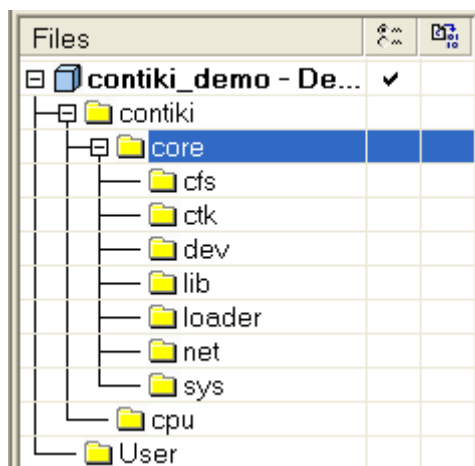 Files
contiki_demo - De...
contiki
core
cfs
ctk
dev
lib
loader
net
sys
cpu
User